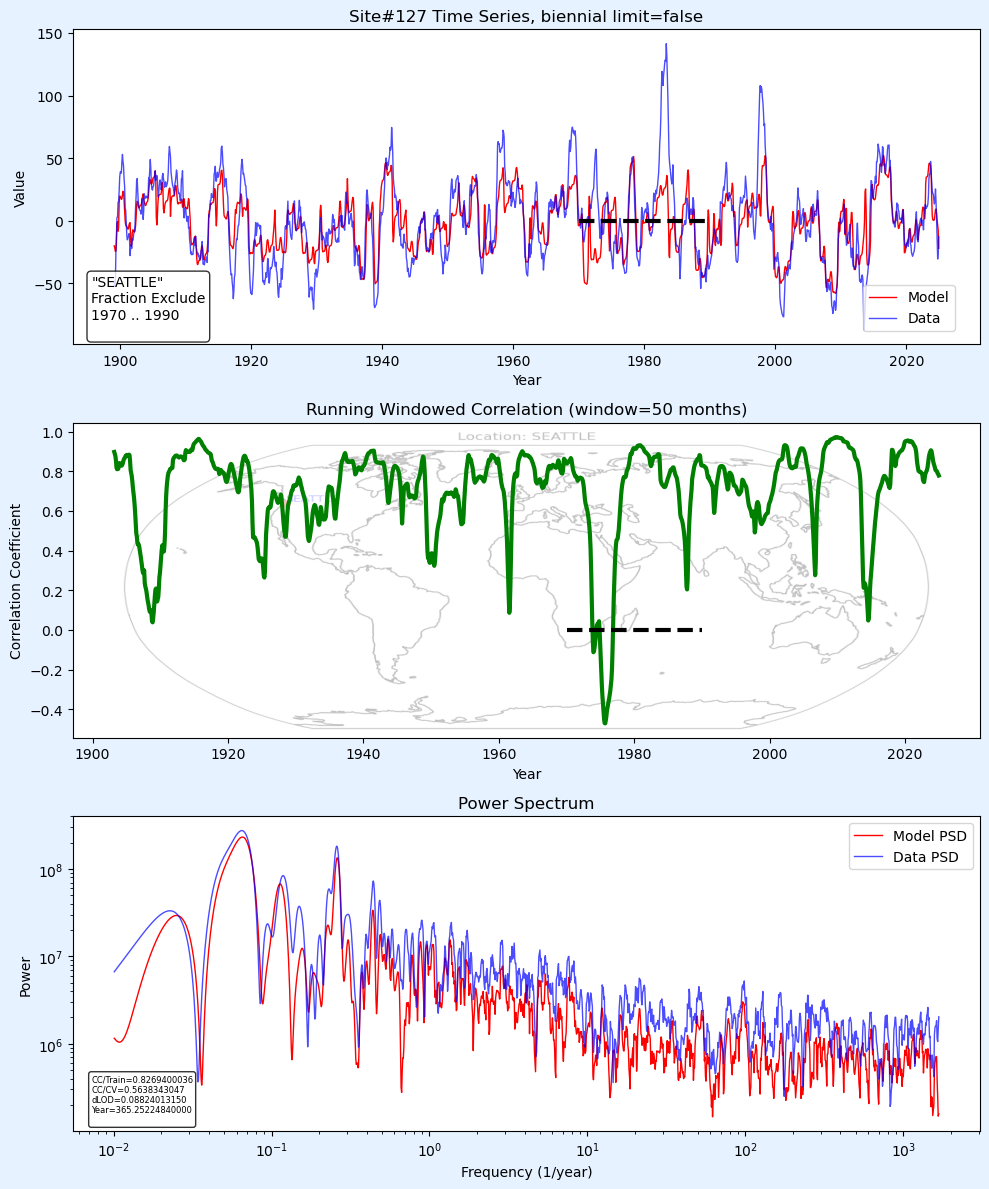 Site#127 Time Series, biennial limit=false
150
100
50
0
−50
Value
"SEATTLE"
Fraction Exclude
1970 .. 1990
Model
Data
1900 1920 1940 1960 1980 2000 2020
Year
Running Windowed Correlation (window=50 months)
Location: SEATTLE
1.0
0.8
0.6
0.4
0.2
0.0
−0.2
−0.4
Correlation Coefficient
1900 1920 1940 1960 1980 2000 2020
Year
Power Spectrum
Model PSD
Data PSD
10⁸
10⁷
10⁶
Power
CC/Train=0.8269400036
CC/CV=0.5638343047
dLOD=0.08824013150
Year=365.25224840000
10⁻² 10⁻¹ 10⁰ 10¹ 10² 10³
Frequency (1/year)